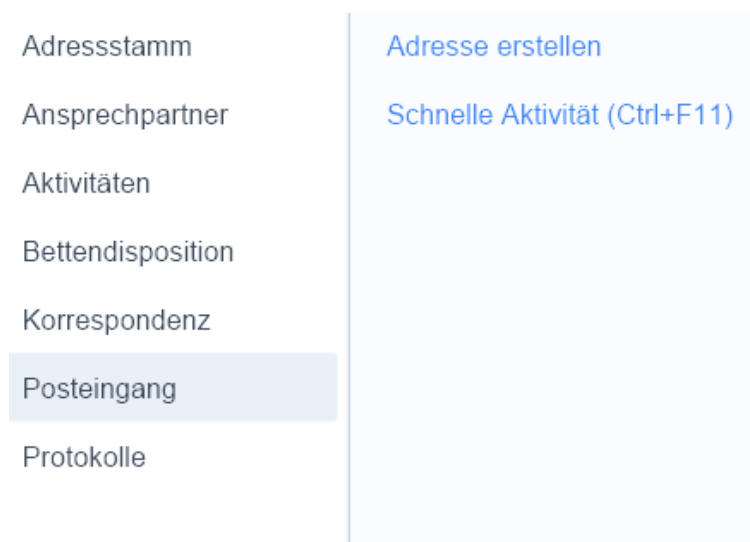 Adressstamm
Ansprechpartner
Aktivitäten
Bettendisposition
Korrespondenz
Posteingang
Protokolle
Adresse erstellen
Schnelle Aktivität (Ctrl+F11)